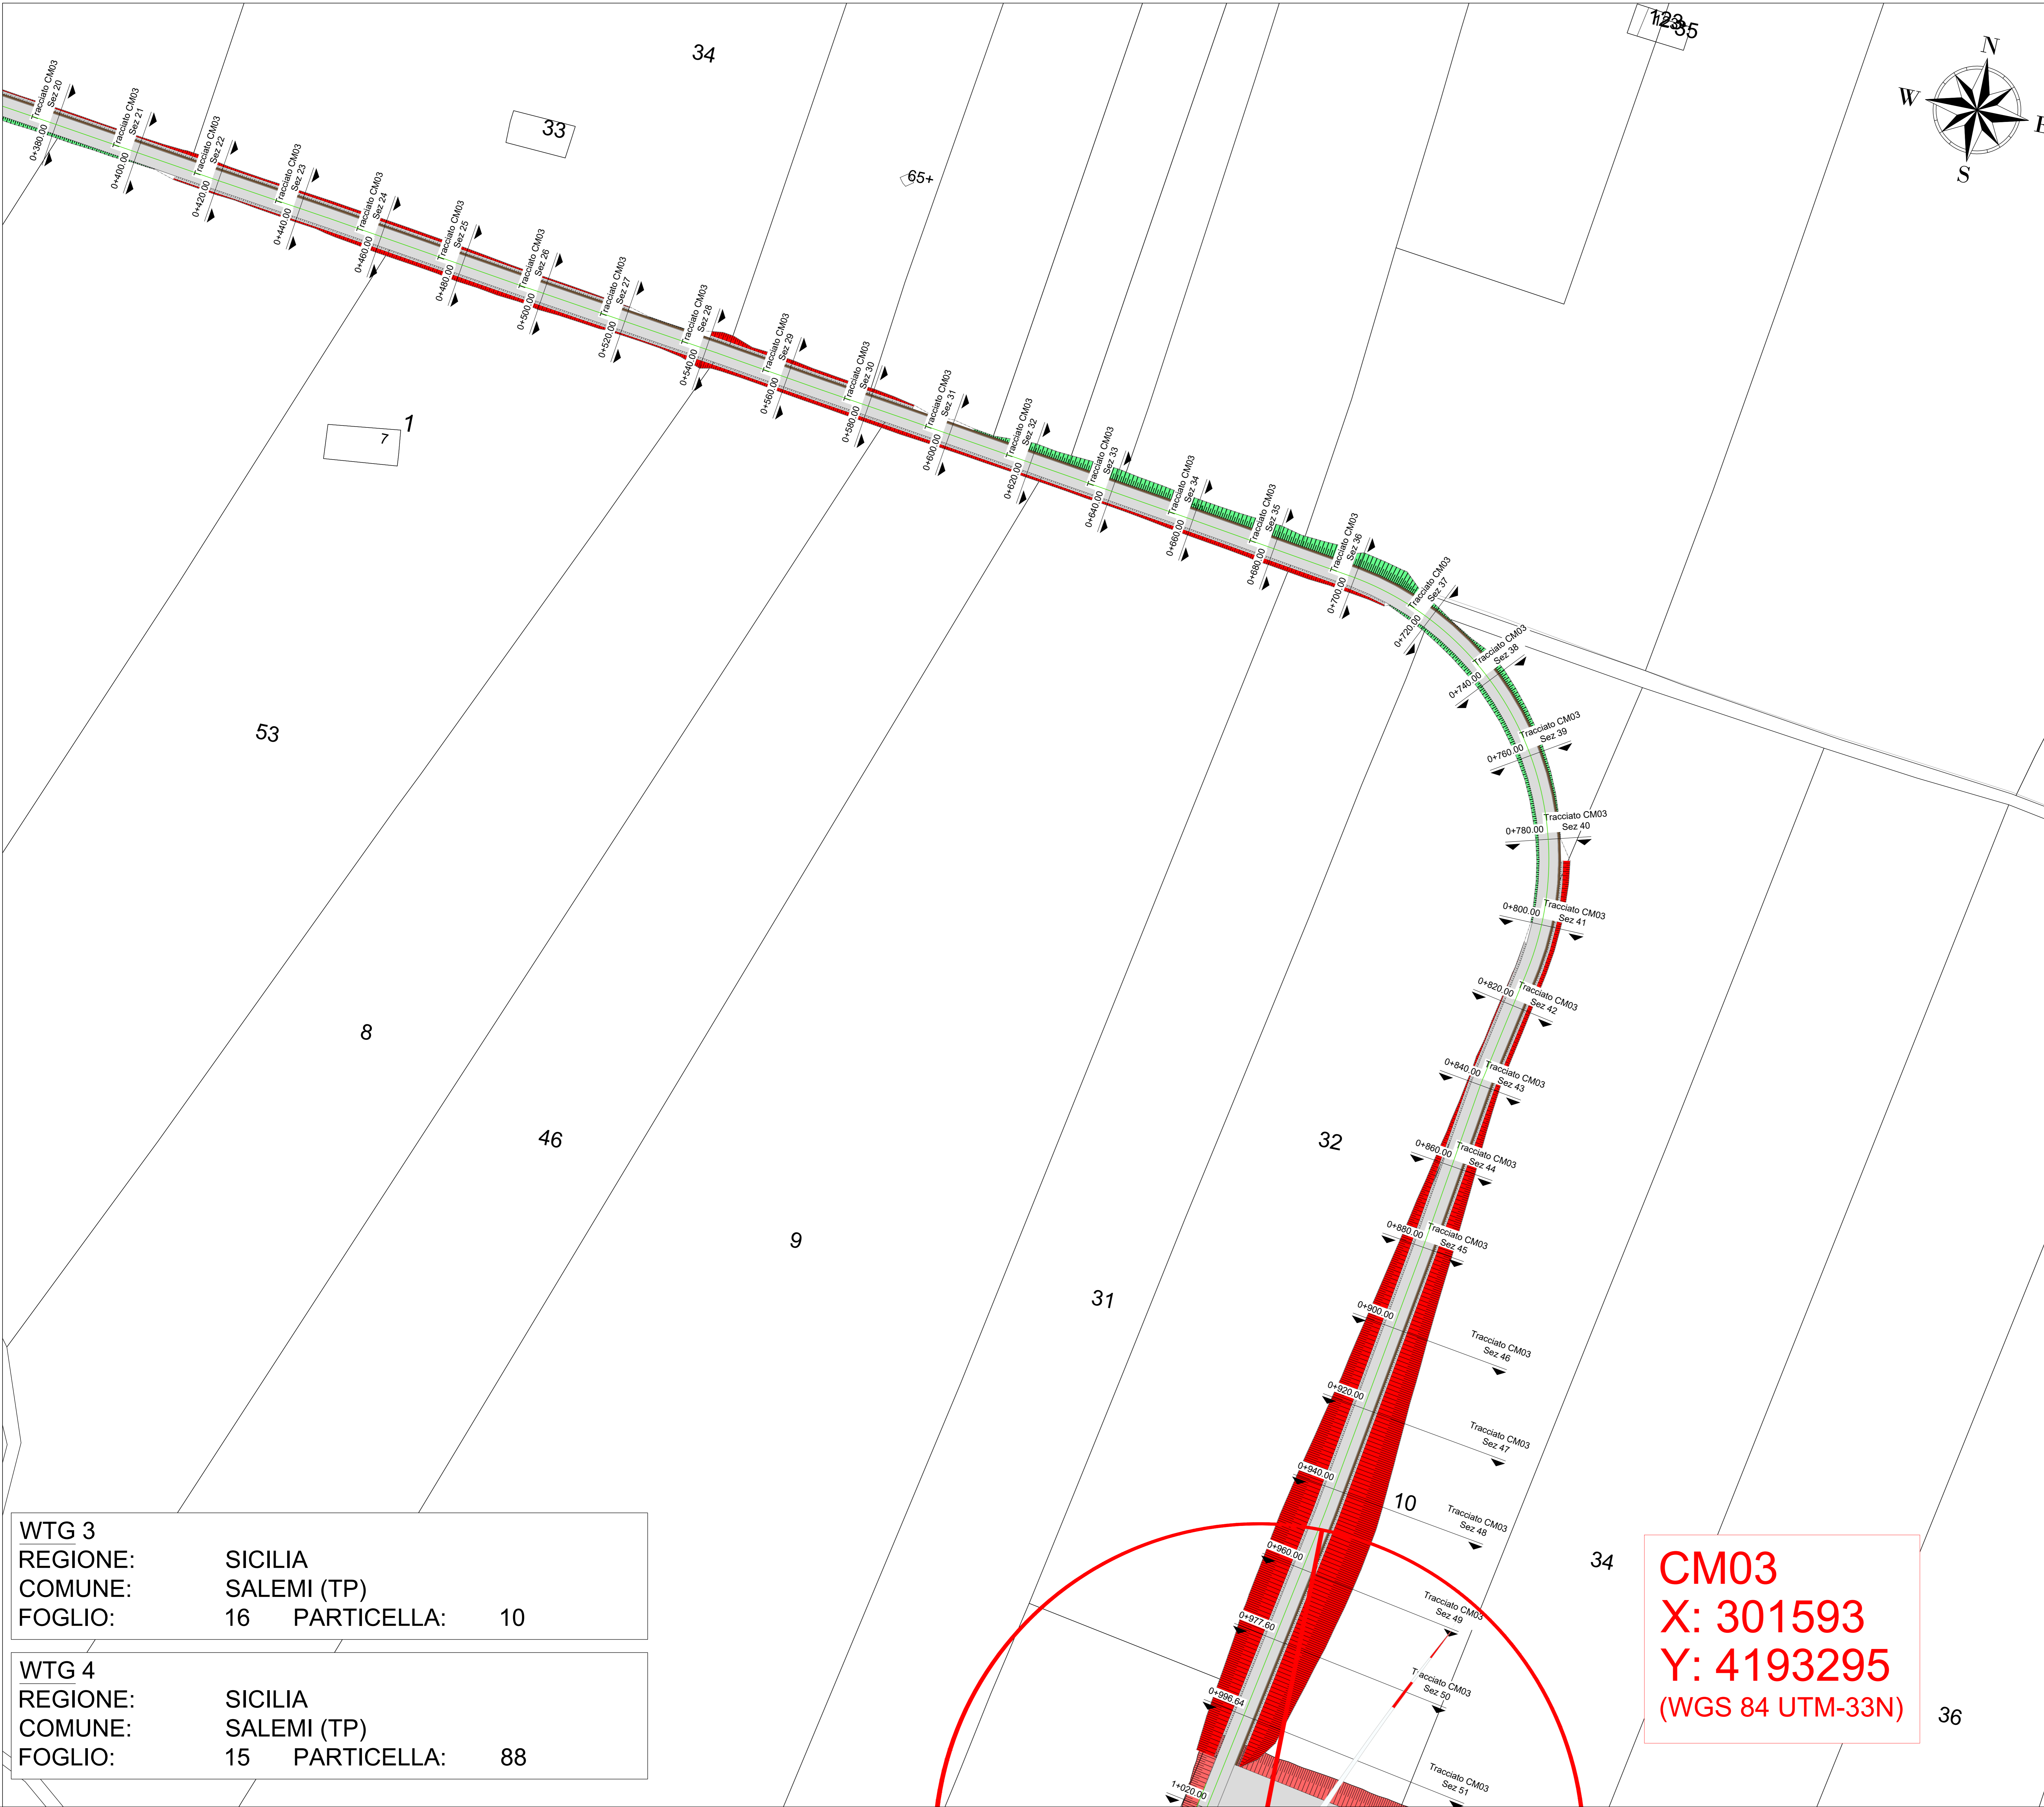 34
123
35
N
W
E
S
33
65+
Tracciato CM03
Sez 20
0+380.00
Tracciato CM03
Sez 21
0+400.00
Tracciato CM03
Sez 22
0+420.00
Tracciato CM03
Sez 23
0+440.00
Tracciato CM03
Sez 24
0+460.00
Tracciato CM03
Sez 25
0+480.00
Tracciato CM03
Sez 26
0+500.00
Tracciato CM03
Sez 27
0+520.00
Tracciato CM03
Sez 28
0+540.00
Tracciato CM03
Sez 29
0+560.00
Tracciato CM03
Sez 30
0+580.00
Tracciato CM03
Sez 31
0+600.00
Tracciato CM03
Sez 32
0+620.00
Tracciato CM03
Sez 33
0+640.00
Tracciato CM03
Sez 34
0+660.00
Tracciato CM03
Sez 35
0+680.00
Tracciato CM03
Sez 36
0+700.00
Tracciato CM03
Sez 37
0+720.00
Tracciato CM03
Sez 38
0+740.00
Tracciato CM03
Sez 39
0+760.00
Tracciato CM03
Sez 40
0+780.00
Tracciato CM03
Sez 41
0+800.00
Tracciato CM03
Sez 42
0+820.00
Tracciato CM03
Sez 43
0+840.00
Tracciato CM03
Sez 44
0+860.00
Tracciato CM03
Sez 45
0+880.00
Tracciato CM03
Sez 46
0+900.00
Tracciato CM03
Sez 47
0+920.00
Tracciato CM03
Sez 48
0+940.00
Tracciato CM03
Sez 49
0+960.00
Tracciato CM03
Sez 50
0+977.60
Tracciato CM03
Sez 51
0+996.64
1+020.00
1
7
53
8
46
9
31
32
10
34
36
WTG 3
REGIONE: SICILIA
COMUNE: SALEMI (TP)
FOGLIO: 16 PARTICELLA: 10
WTG 4
REGIONE: SICILIA
COMUNE: SALEMI (TP)
FOGLIO: 15 PARTICELLA: 88
CM03
X: 301593
Y: 4193295
(WGS 84 UTM-33N)